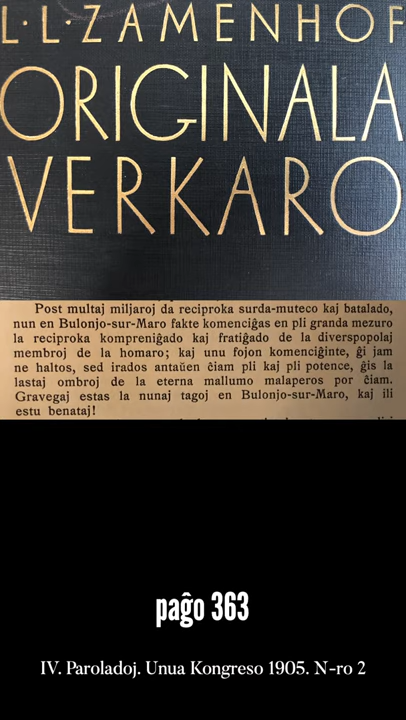 L·L·ZAMENHOF
ORIGINALA
VERKARO
Post multaj miljaroj da reciproka surda-muteco kaj batalado,
nun en Bulonjo-sur-Maro fakte komenciĝas en pli granda mezuro
la reciproka kompreniĝado kaj fratiĝado de la diverspopolaj
membroj de la homaro; kaj unu fojon komenciĝinte, ĝi jam
ne haltos, sed irados antaŭen ĉiam pli kaj pli potence, ĝis la
lastaj ombroj de la eterna mallumo malaperos por ĉiam.
Gravegaj estas la nunaj tagoj en Bulonjo-sur-Maro, kaj ili
estu benataj!
paĝo 363
IV. Paroladoj. Unua Kongreso 1905. N-ro 2